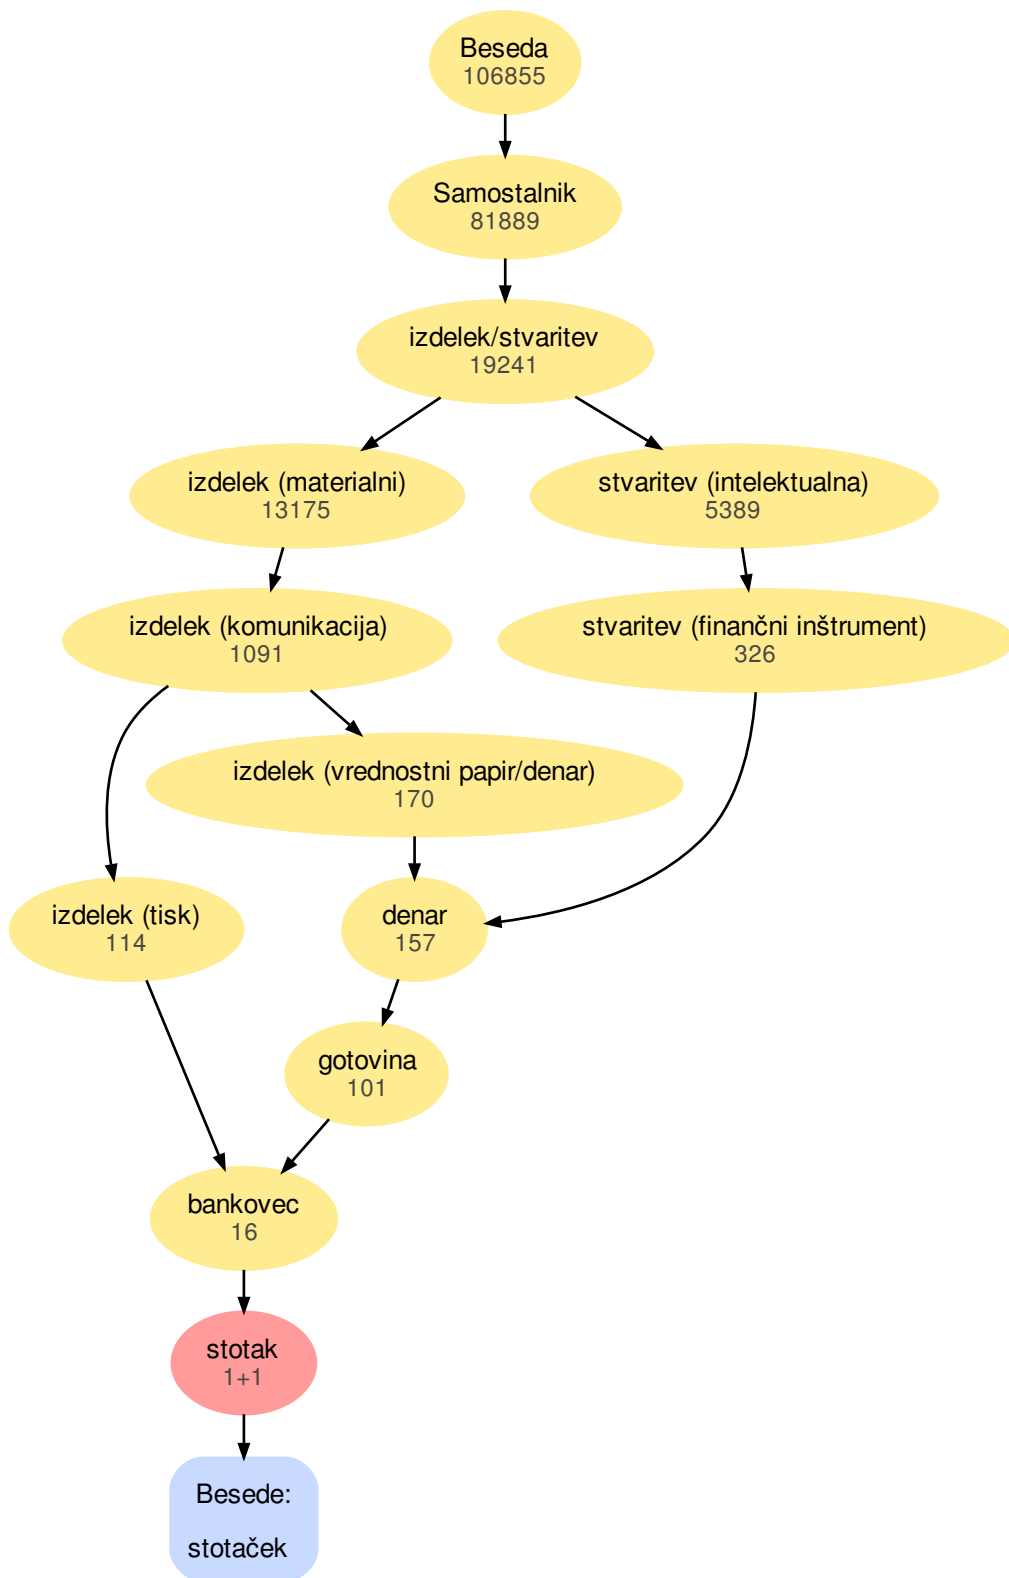 Beseda
106855
Samostalnik
81889
izdelek/stvaritev
19241
izdelek (materialni)
13175
stvaritev (intelektualna)
5389
izdelek (komunikacija)
1091
stvaritev (finančni inštrument)
326
izdelek (vrednostni papir/denar)
170
izdelek (tisk)
114
denar
157
gotovina
101
bankovec
16
stotak
1+1
Besede:
stotaček